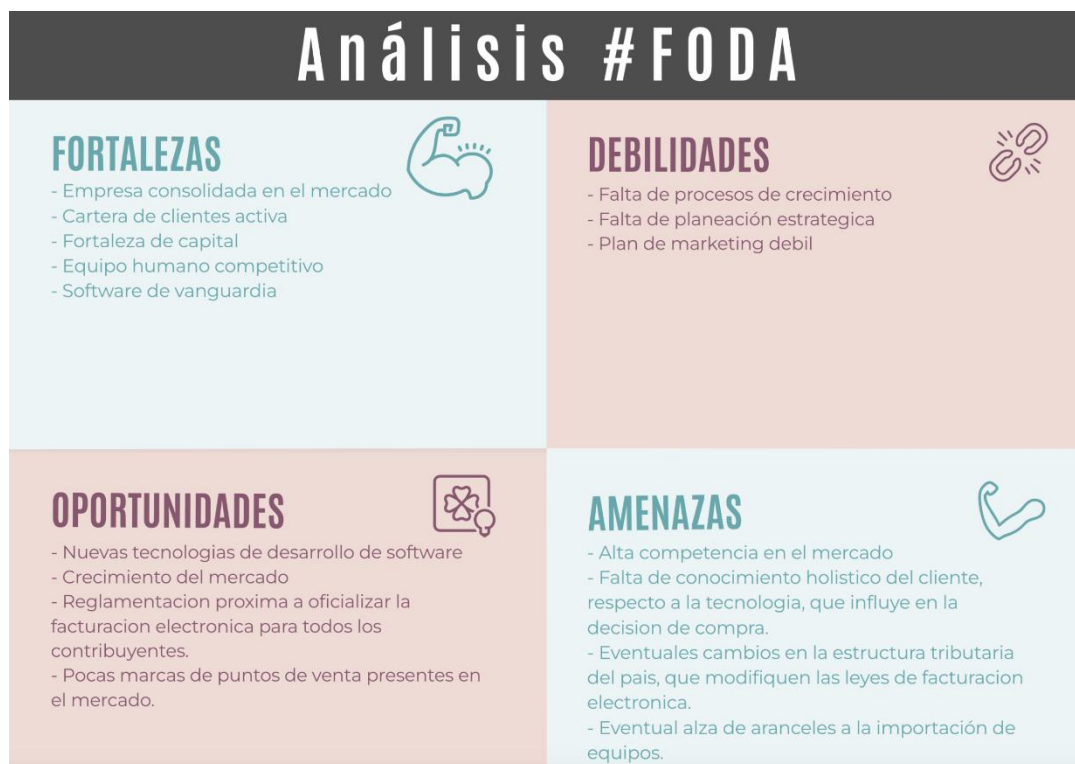 Análisis #FODA
FORTALEZAS
- Empresa consolidada en el mercado
- Cartera de clientes activa
- Fortaleza de capital
- Equipo humano competitivo
- Software de vanguardia
DEBILIDADES
- Falta de procesos de crecimiento
- Falta de planeación estrategica
- Plan de marketing debil
OPORTUNIDADES
- Nuevas tecnologias de desarrollo de software
- Crecimiento del mercado
- Reglamentacion proxima a oficializar la
facturacion electronica para todos los
contribuyentes.
- Pocas marcas de puntos de venta presentes en
el mercado.
AMENAZAS
- Alta competencia en el mercado
- Falta de conocimiento holistico del cliente,
respecto a la tecnologia, que influye en la
decision de compra.
- Eventuales cambios en la estructura tributaria
del pais, que modifiquen las leyes de facturacion
electronica.
- Eventual alza de aranceles a la importación de
equipos.